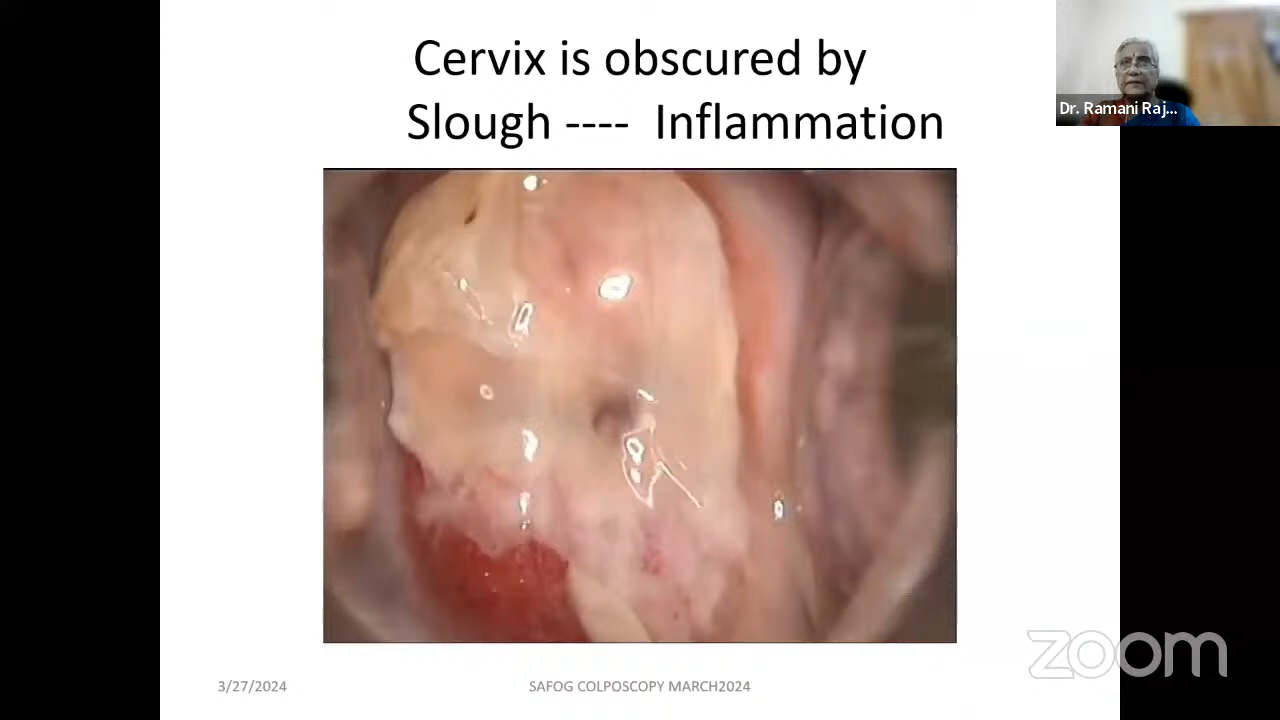 Cervix is obscured by
Slough ---- Inflammation
Dr. Ramani Raj...
3/27/2024
SAFOG COLPOSCOPY MARCH2024
zoom